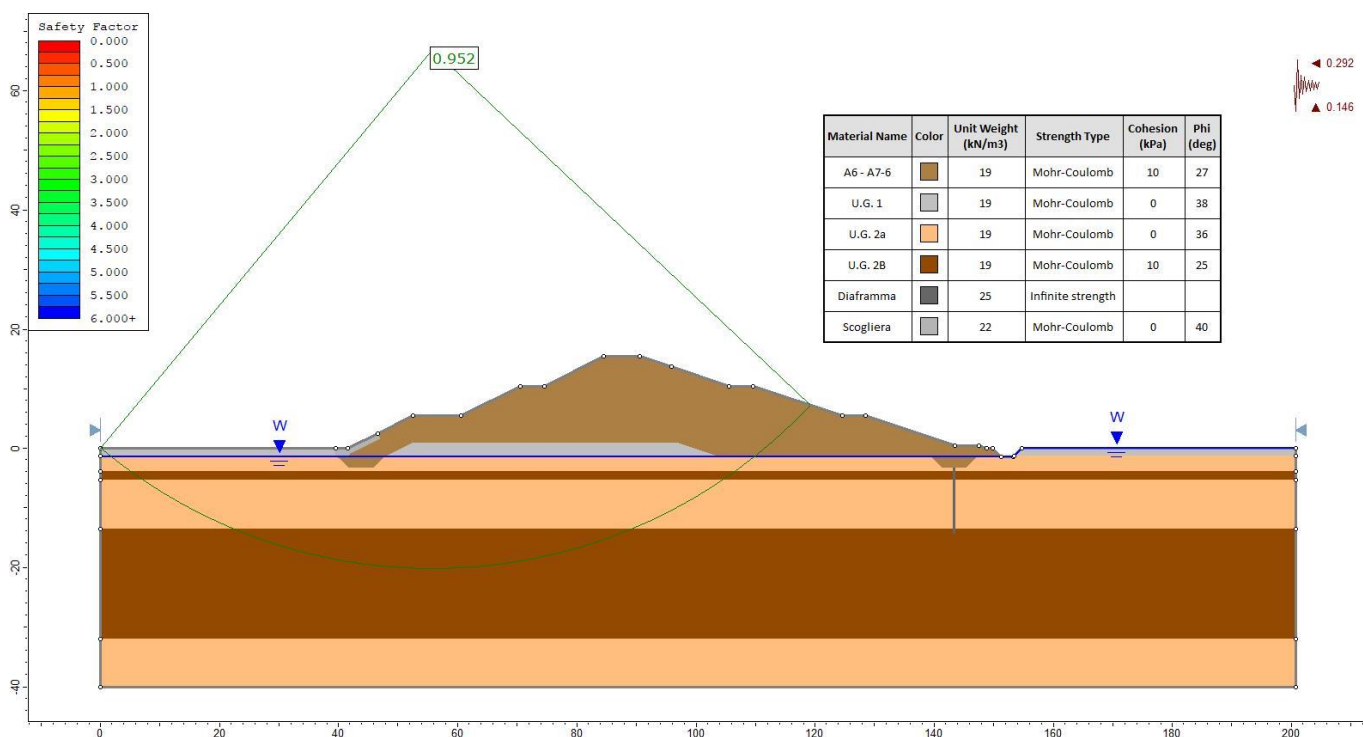 Safety Factor
0.000
0.500
1.000
1.500
2.000
2.500
3.000
3.500
4.000
4.500
5.000
5.500
6.000+
0.952
0.292
0.146
Material Name Color Unit Weight (kN/m3) Strength Type Cohesion (kPa) Phi (deg)
A6 - A7-6 19 Mohr-Coulomb 10 27
U.G. 1 19 Mohr-Coulomb 0 38
U.G. 2a 19 Mohr-Coulomb 0 36
U.G. 2B 19 Mohr-Coulomb 10 25
Diaframma 25 Infinite strength
Scogliera 22 Mohr-Coulomb 0 40
W
W
60
40
20
0
-20
-40
0 20 40 60 80 100 120 140 160 180 200